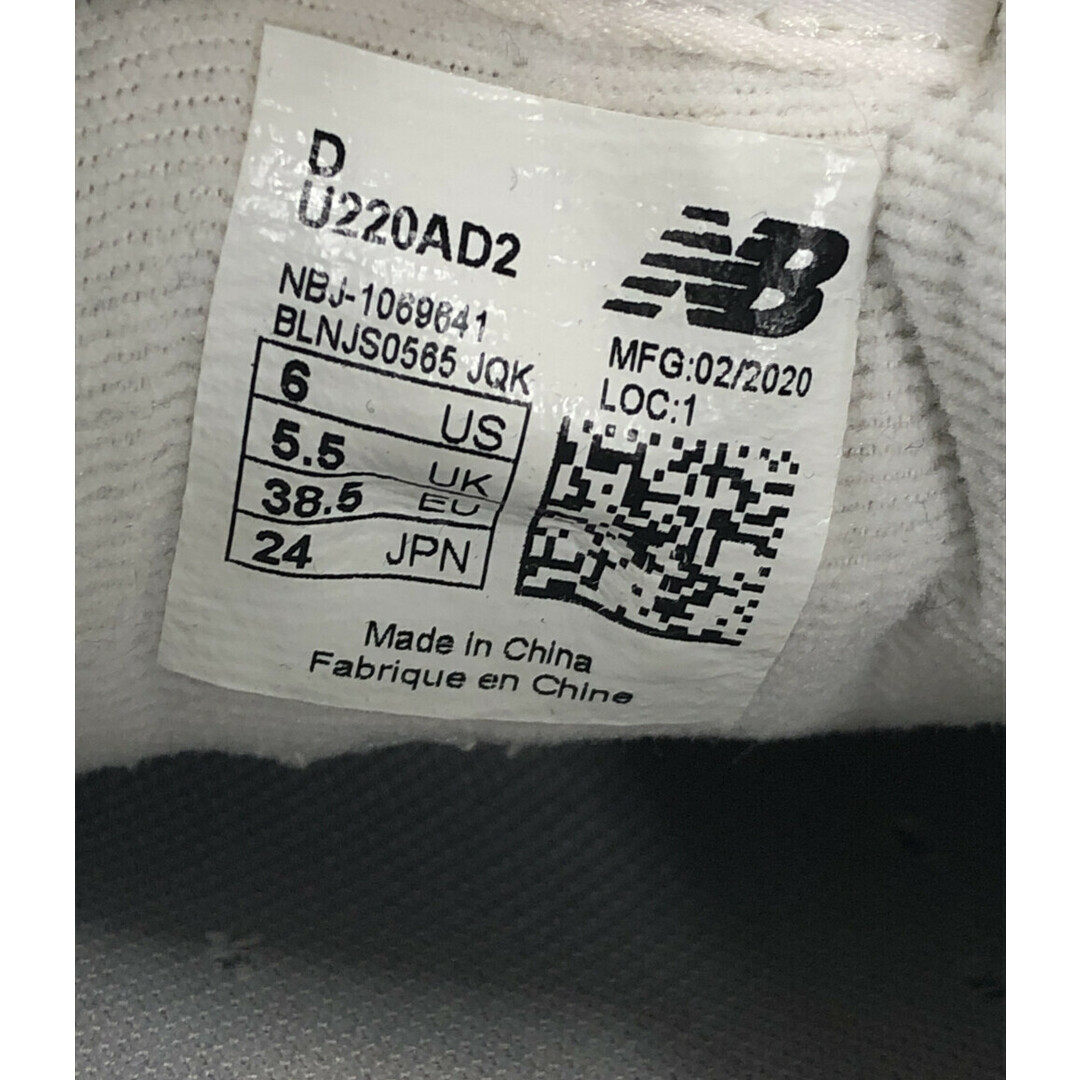 D
U220AD2
NBJ-1069641
BLNJS0565 JQK
6 US
5.5 UK
38.5 EU
24 JPN
NB
MFG:02/2020
LOC:1
Made in China
Fabrique en Chine